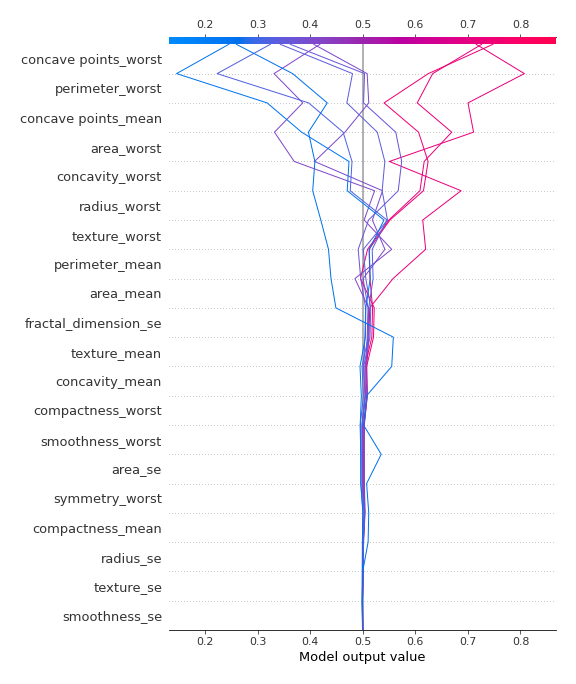 0.2 0.3 0.4 0.5 0.6 0.7 0.8
concave points_worst
perimeter_worst
concave points_mean
area_worst
concavity_worst
radius_worst
texture_worst
perimeter_mean
area_mean
fractal_dimension_se
texture_mean
concavity_mean
compactness_worst
smoothness_worst
area_se
symmetry_worst
compactness_mean
radius_se
texture_se
smoothness_se
0.2 0.3 0.4 0.5 0.6 0.7 0.8
Model output value